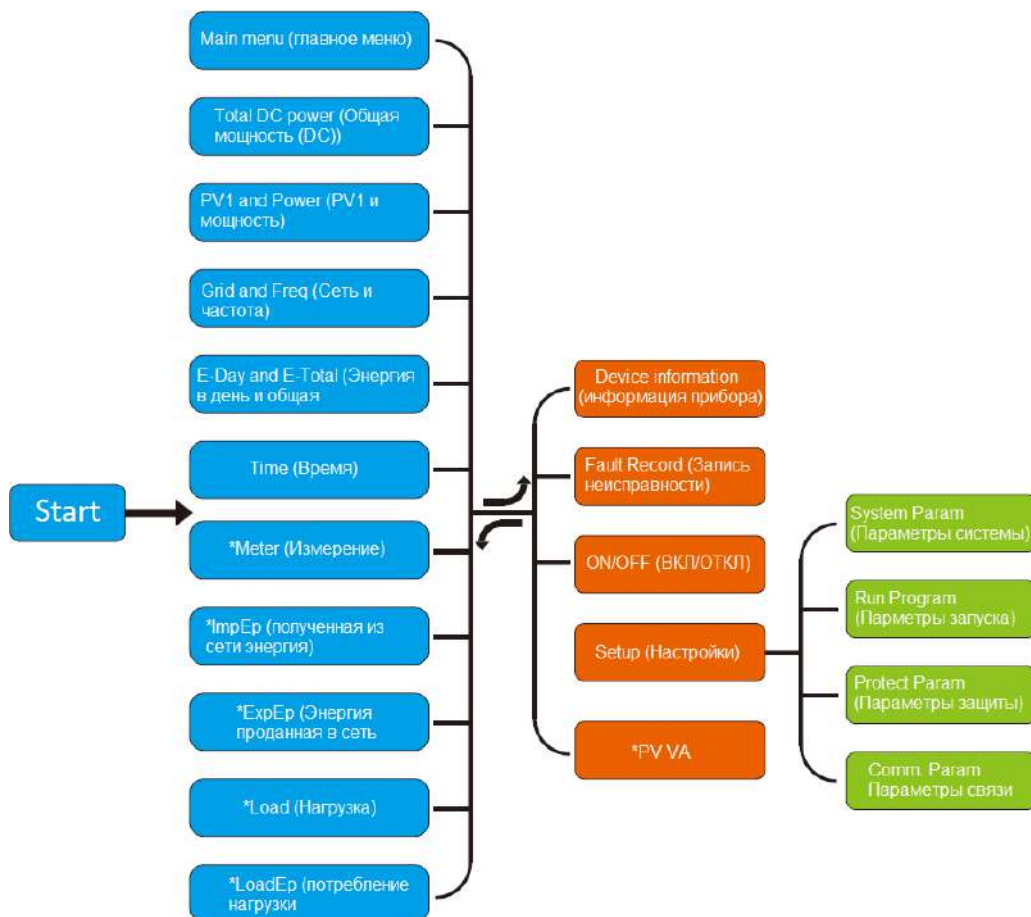 Start
Main menu (главное меню)
Total DC power (Общая
мощность (DC))
PV1 and Power (PV1 и
мощность)
Grid and Freq (Сеть и
частота)
E-Day and E-Total (Энергия
в день и общая
Time (Время)
*Meter (Измерение)
*ImpEp (полученная из
сети энергия)
*ExpEp (Энергия
проданная в сеть
*Load (Нагрузка)
*LoadEp (потребление
нагрузки
Device information
(информация прибора)
Fault Record (Запись
неисправности)
ON/OFF (ВКЛ/ОТКЛ)
Setup (Настройки)
*PV VA
System Param
(Параметры системы)
Run Program
(Парметры запуска)
Protect Param
(Параметры защиты)
Comm. Param
Параметры связи